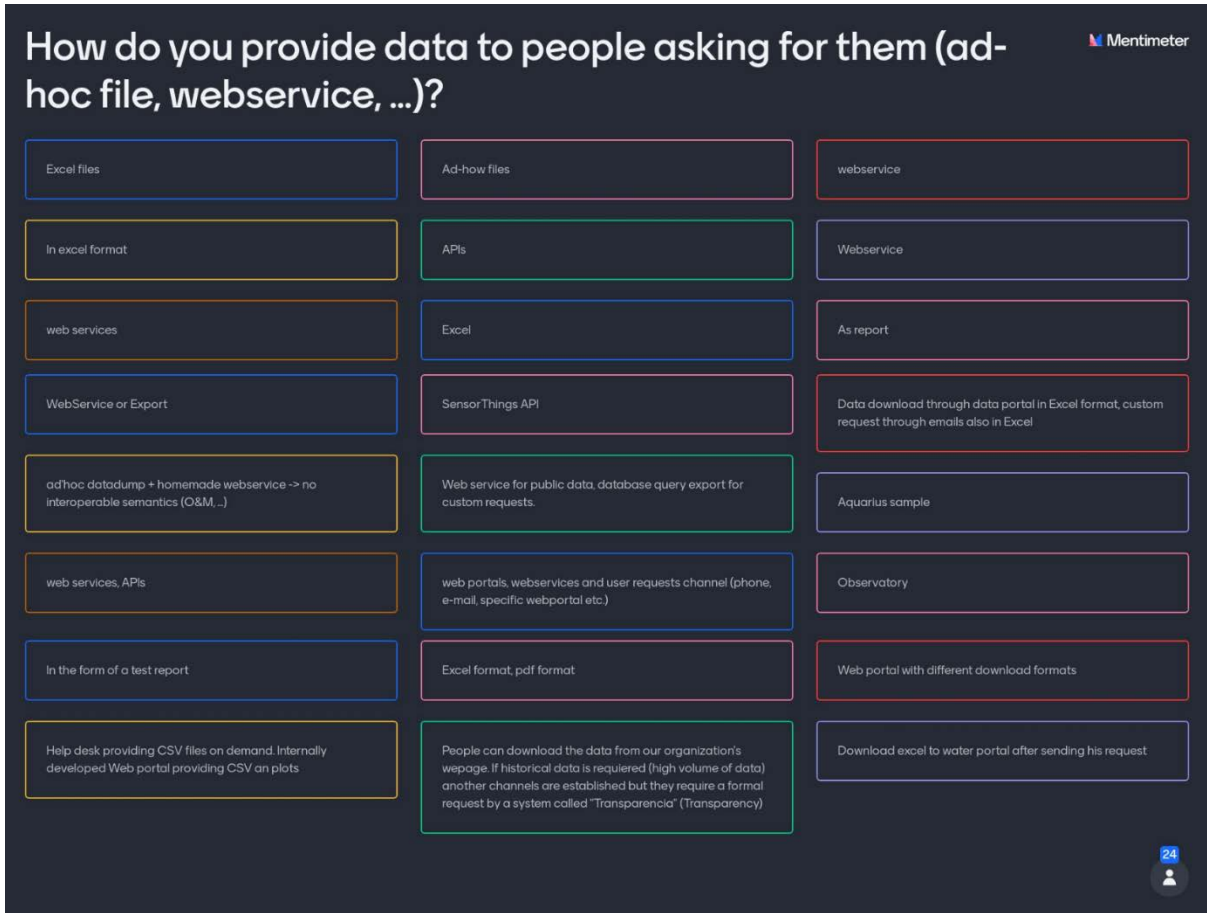 How do you provide data to people asking for them (ad-
hoc file, webservice, ...)?
Mentimeter
Excel files
Ad-how files
webservice
In excel format
APIs
Webservice
web services
Excel
As report
WebService or Export
SensorThings API
Data download through data portal in Excel format, custom
request through emails also in Excel
ad'hoc datadump + homemade webservice -> no
interoperable semantics (O&M, ...)
Web service for public data, database query export for
custom requests.
Aquarius sample
web services, APIs
web portals, webservices and user requests channel (phone,
e-mail, specific webportal etc.)
Observatory
In the form of a test report
Excel format, pdf format
Web portal with different download formats
Help desk providing CSV files on demand. Internally
developed Web portal providing CSV an plots
People can download the data from our organization's
wepage. If historical data is requiered (high volume of data)
another channels are established but they require a formal
request by a system called "Transparencia" (Transparency)
Download excel to water portal after sending his request
24